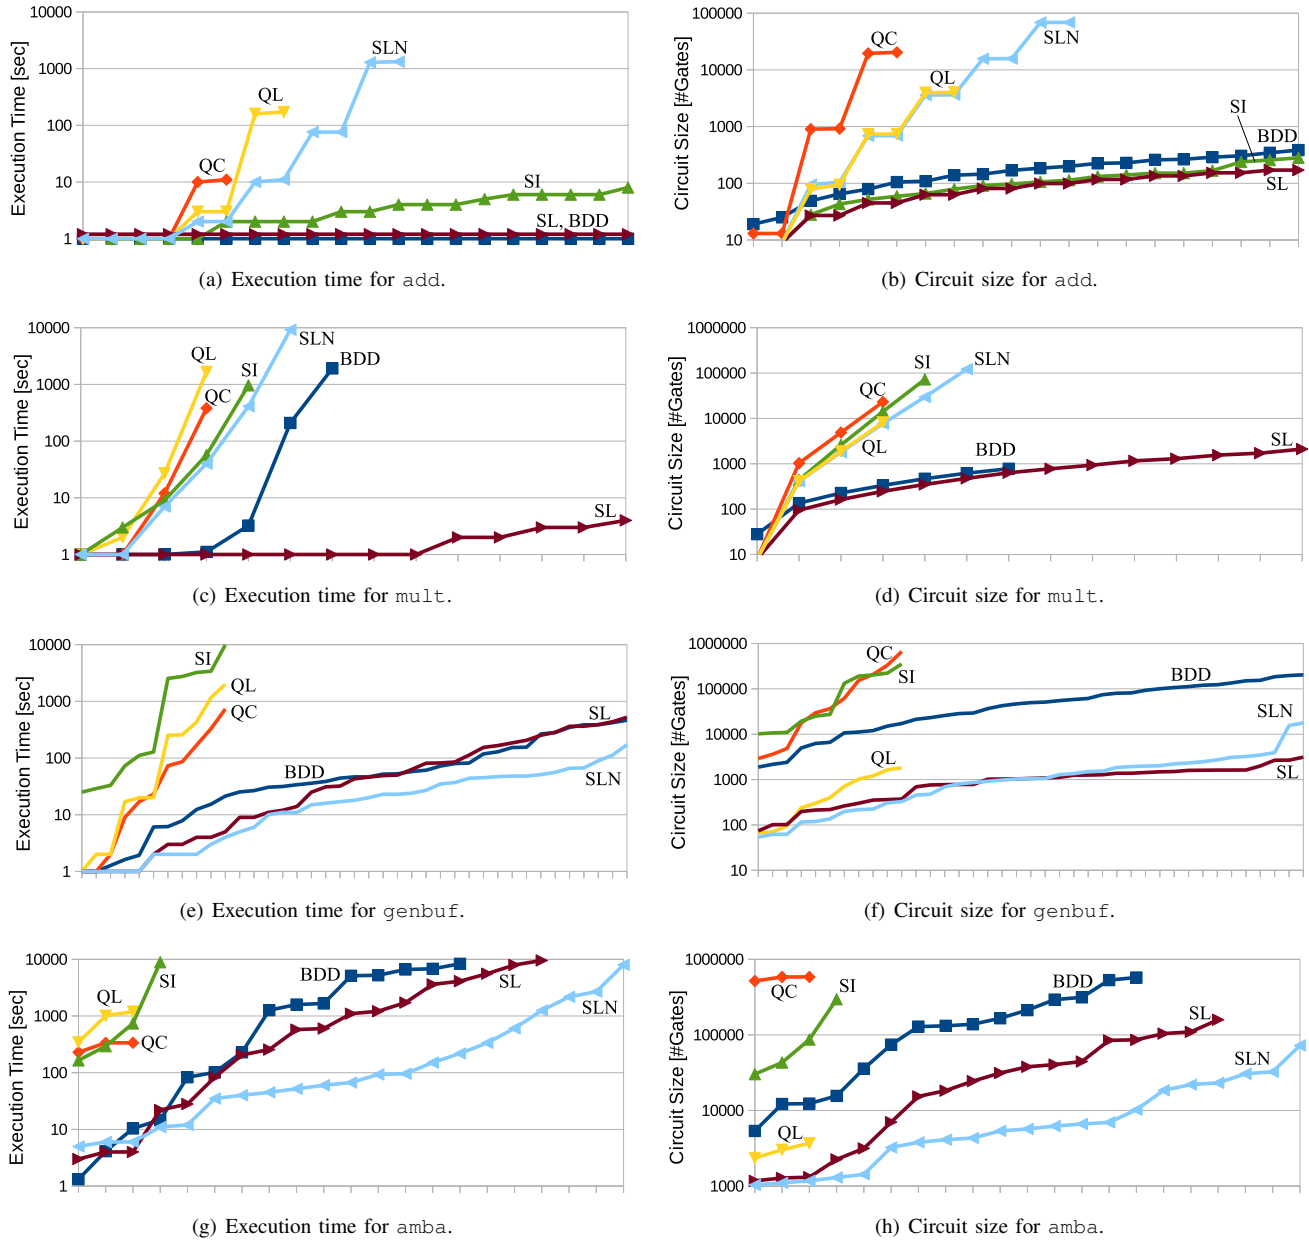 Execution Time [sec]
10000
1000
100
10
1
QC
QL
SLN
SI
SL, BDD
(a) Execution time for add.
Circuit Size [#Gates]
100000
10000
1000
100
10
QC
QL
SLN
SI
BDD
SL
(b) Circuit size for add.
Execution Time [sec]
10000
1000
100
10
1
QL
QC
SI
SLN
BDD
SL
(c) Execution time for mult.
Circuit Size [#Gates]
1000000
100000
10000
1000
100
10
QC
SI
SLN
QL
BDD
SL
(d) Circuit size for mult.
Execution Time [sec]
10000
1000
100
10
1
SI
QL
QC
BDD
SL
SLN
(e) Execution time for genbuf.
Circuit Size [#Gates]
1000000
100000
10000
1000
100
10
QC
SI
BDD
QL
SLN
SL
(f) Circuit size for genbuf.
Execution Time [sec]
10000
1000
100
10
1
QL
SI
QC
BDD
SL
SLN
(g) Execution time for amba.
Circuit Size [#Gates]
1000000
100000
10000
1000
QC
SI
BDD
SL
QL
SLN
(h) Circuit size for amba.